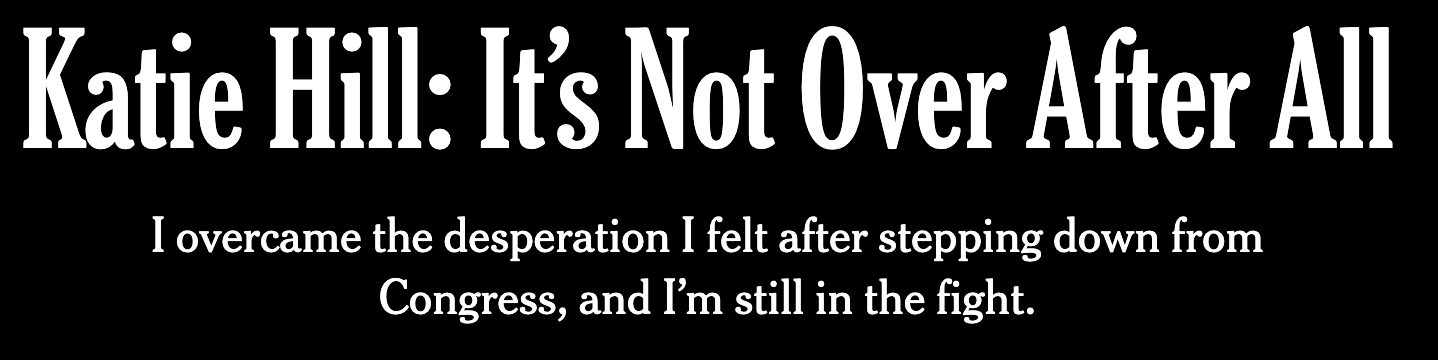 Katie Hill: It’s Not Over After All
I overcame the desperation I felt after stepping down from
Congress, and I’m still in the fight.